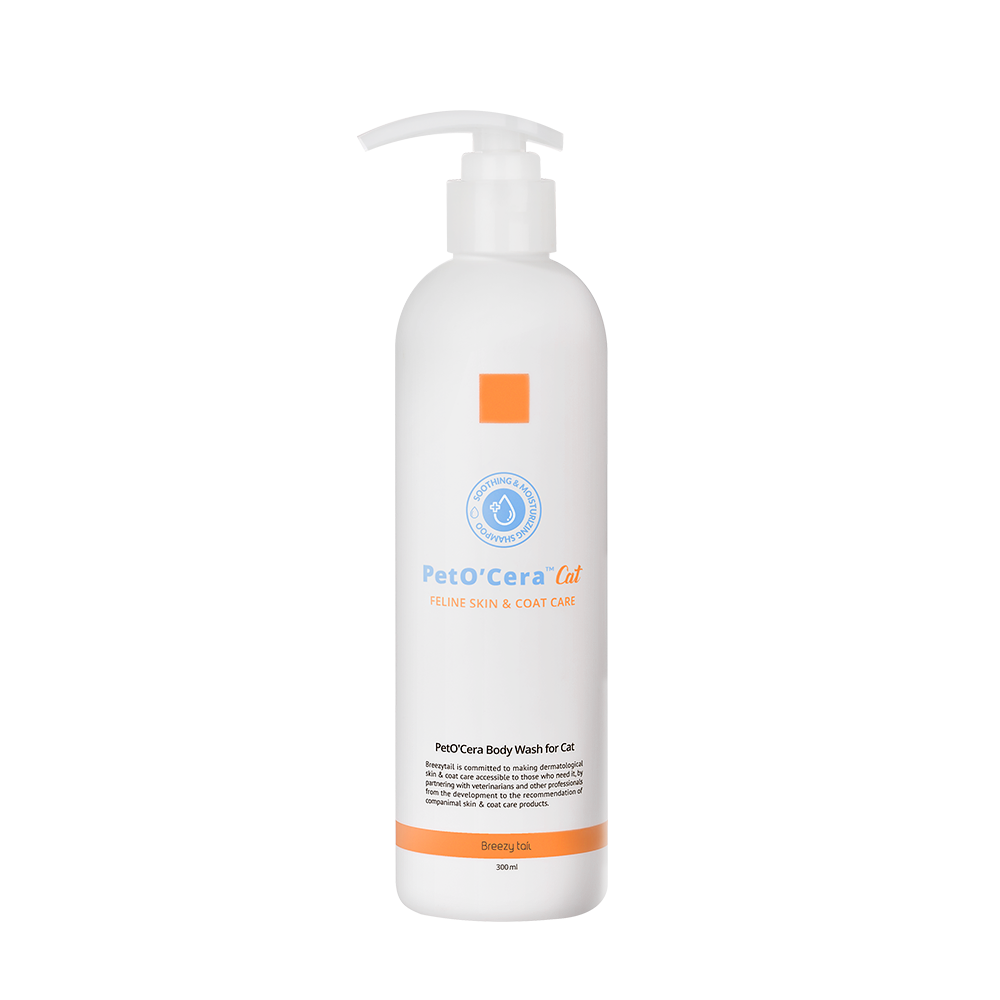 SOOTHING & MOISTURIZING SHAMPOO
PetO'Cera™ Cat
FELINE SKIN & COAT CARE
PetO'Cera Body Wash for Cat
Breezytail is committed to making dermatological
skin & coat care accessible to those who need it, by
partnering with veterinarians and other professionals
from the development to the recommendation of
companimal skin & coat care products.
Breezy tail
300ml